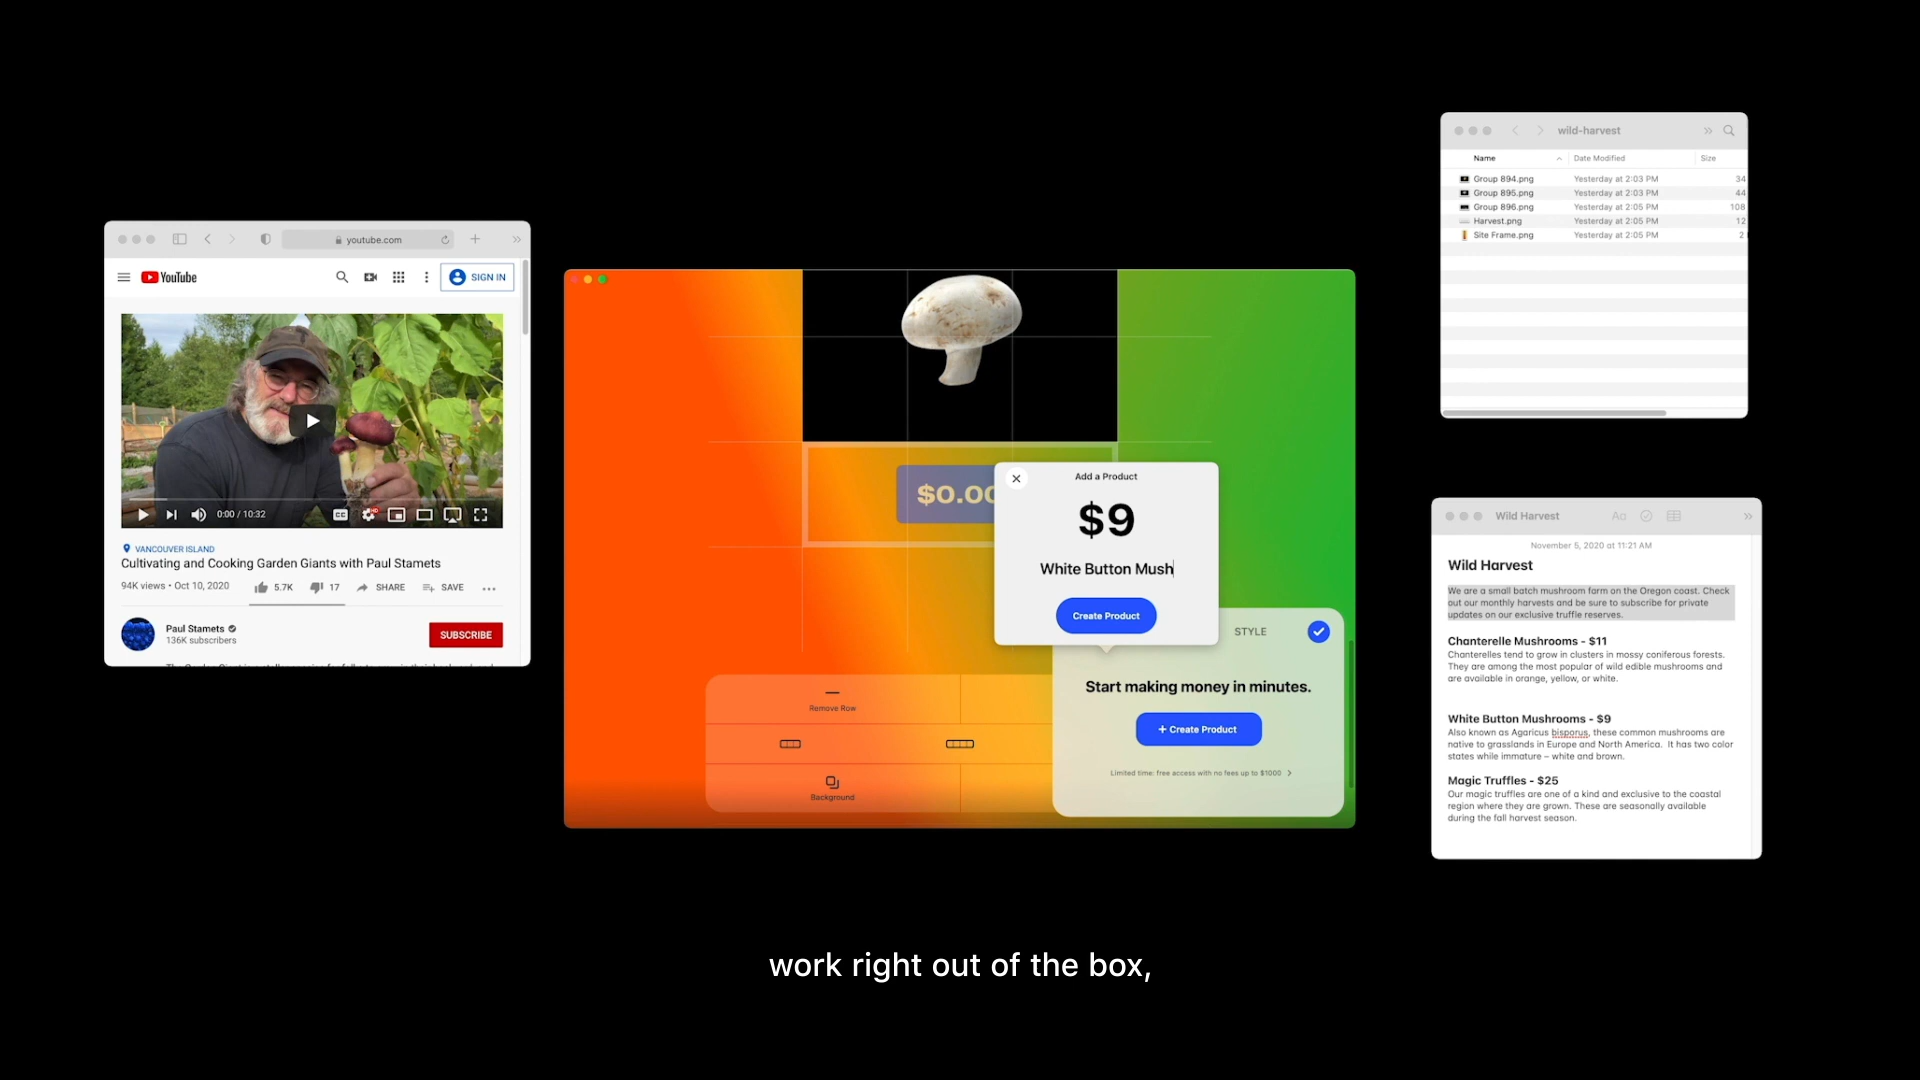 youtube.com
YouTube
SIGN IN
CC
HD
0:00 / 10:32
VANCOUVER ISLAND
Cultivating and Cooking Garden Giants with Paul Stamets
94K views • Oct 10, 2020
5.7K
17
SHARE
SAVE
Paul Stamets
136K subscribers
SUBSCRIBE
$0.00
Add a Product
$9
White Button Mush
Create Product
STYLE
Start making money in minutes.
+ Create Product
Limited time: free access with no fees up to $1000 >
Remove Row
Background
wild-harvest
Name Date Modified Size
Group 894.png Yesterday at 2:03 PM 34
Group 895.png Yesterday at 2:03 PM 44
Group 896.png Yesterday at 2:05 PM 108
Harvest.png Yesterday at 2:05 PM 12
Site Frame.png Yesterday at 2:05 PM 2
Wild Harvest
Aa
November 5, 2020 at 11:21 AM
Wild Harvest
We are a small batch mushroom farm on the Oregon coast. Check
out our monthly harvests and be sure to subscribe for private
updates on our exclusive truffle reserves.
Chanterelle Mushrooms - $11
Chanterelles tend to grow in clusters in mossy coniferous forests.
They are among the most popular of wild edible mushrooms and
are available in orange, yellow, or white.
White Button Mushrooms - $9
Also known as Agaricus bisporus, these common mushrooms are
native to grasslands in Europe and North America. It has two color
states while immature – white and brown.
Magic Truffles - $25
Our magic truffles are one of a kind and exclusive to the coastal
region where they are grown. These are seasonally available
during the fall harvest season.
work right out of the box,